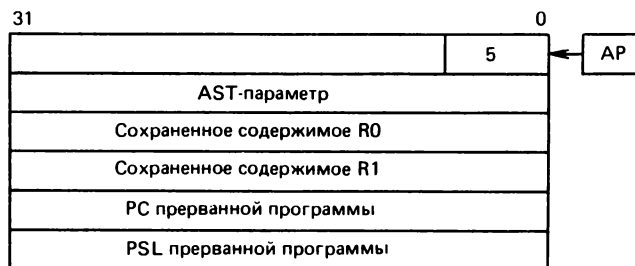 31 0
5 AP
AST-параметр
Сохраненное содержимое R0
Сохраненное содержимое R1
PC прерванной программы
PSL прерванной программы